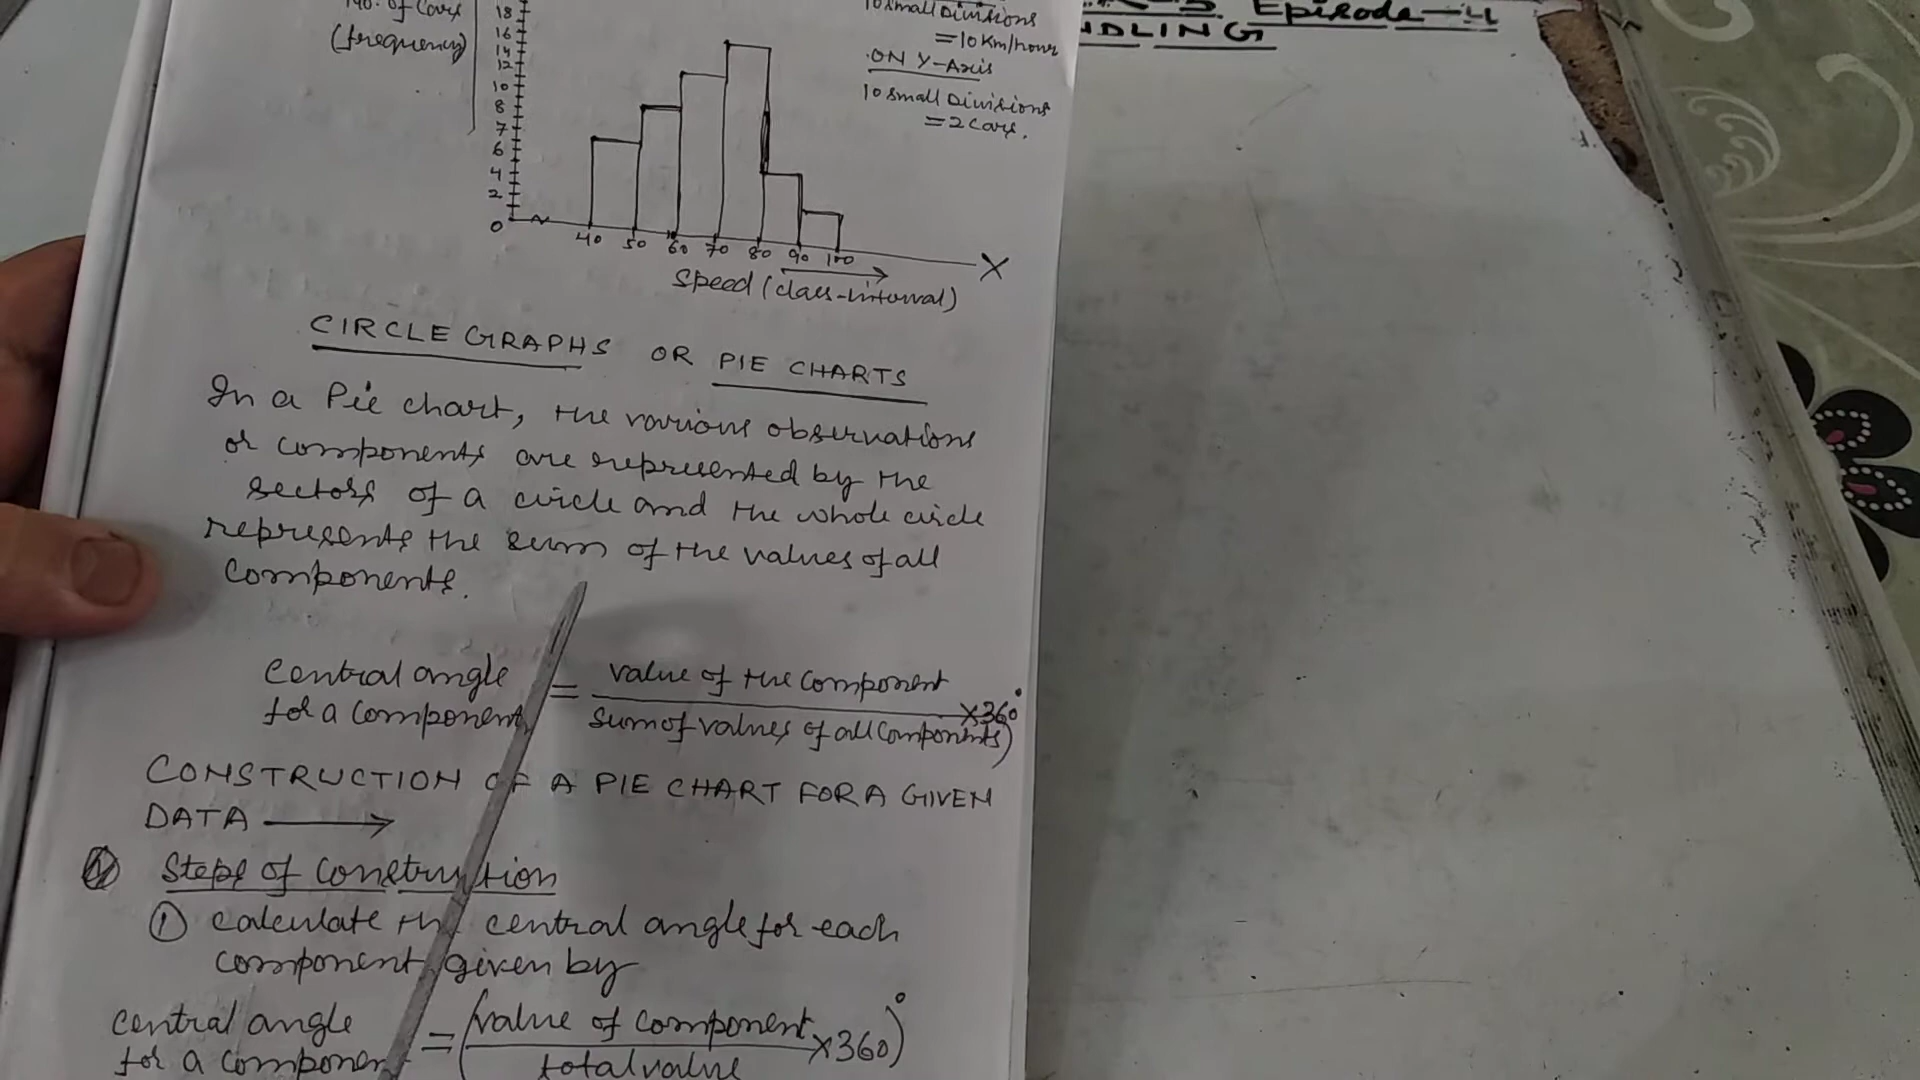 No. of Cars
(frequency)
18
16
14
12
10
8
7
6
4
2
0
40 50 60 70 80 90 100
X
Speed (class-interval)
10 small Divisions
= 10 Km/hour
ON Y-Axis
10 small Divisions
= 2 Cars.
Episode-4
NDLING
CIRCLE GRAPHS OR PIE CHARTS
In a Pie chart, the various observations
or components are represented by the
sectors of a circle and the whole circle
represents the sum of the values of all
components.
Central angle
for a component
= value of the component
sum of values of all components) ×360°
CONSTRUCTION OF A PIE CHART FOR A GIVEN
DATA →
Steps of construction
① calculate the central angle for each
component, given by
central angle
for a component
= (value of component
total value ×360)°